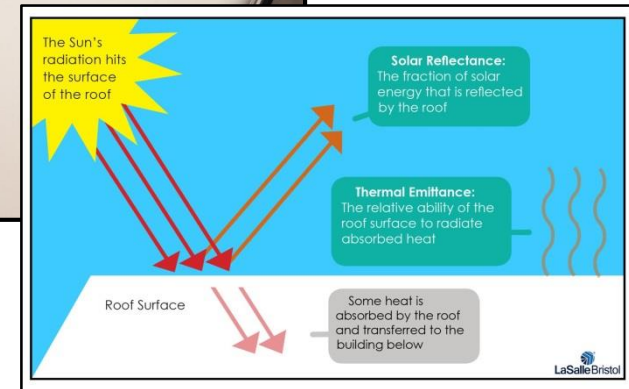 The Sun's
radiation hits
the surface
of the roof
Solar Reflectance:
The fraction of solar
energy that is reflected
by the roof
Thermal Emittance:
The relative ability of the
roof surface to radiate
absorbed heat
Roof Surface
Some heat is
absorbed by the roof
and transferred to the
building below
LaSalleBristol